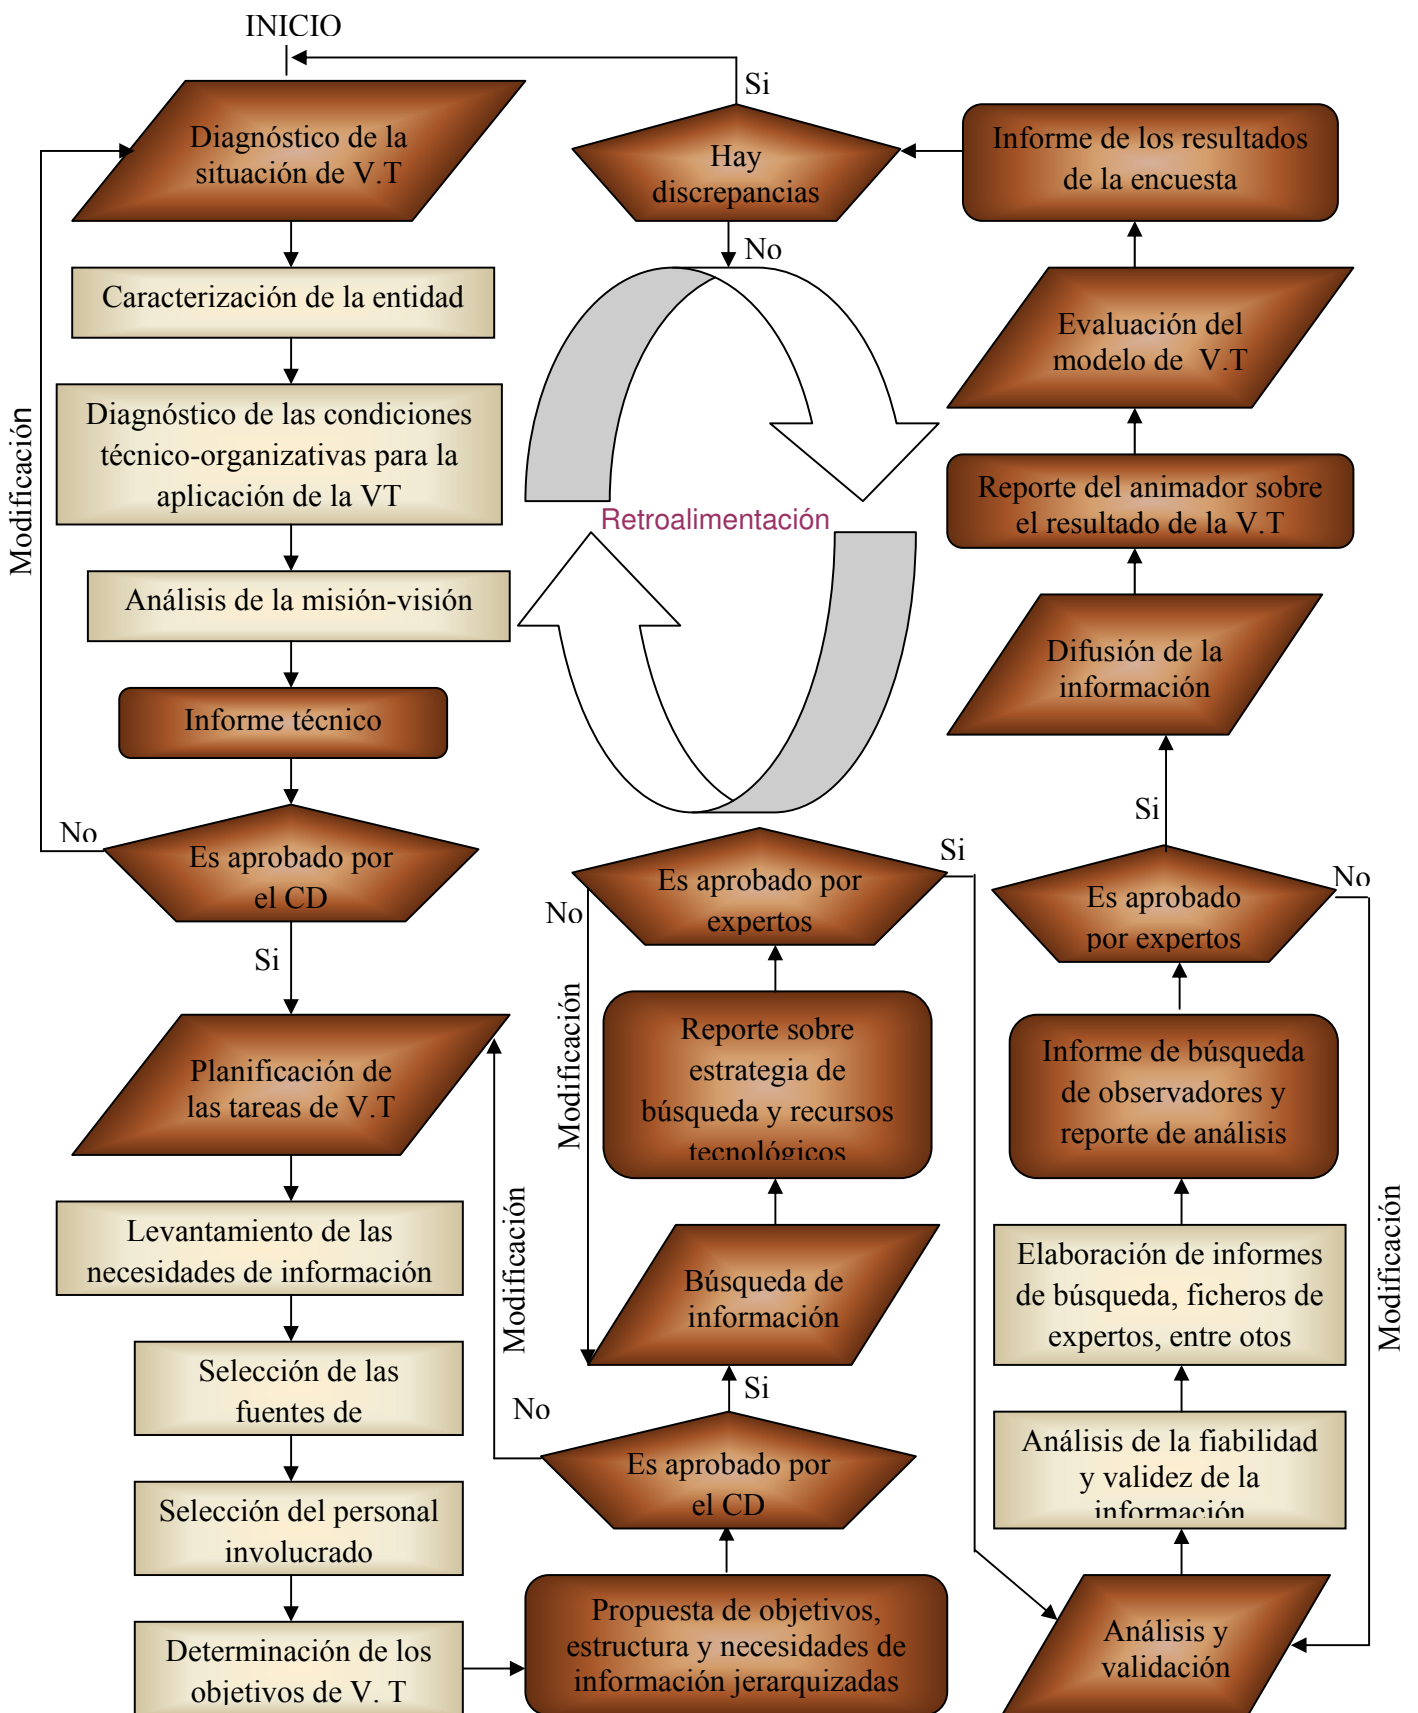 INICIO
Diagnóstico de la
situación de V.T
Caracterización de la entidad
Diagnóstico de las condiciones
técnico-organizativas para la
aplicación de la VT
Análisis de la misión-visión
Informe técnico
Es aprobado por
el CD
No
Modificación
Si
Planificación de
las tareas de V.T
Levantamiento de las
necesidades de información
Selección de las
fuentes de
Selección del personal
involucrado
Determinación de los
objetivos de V. T
Propuesta de objetivos,
estructura y necesidades de
información jerarquizadas
Es aprobado por
el CD
No
Modificación
Si
Búsqueda de
información
Reporte sobre
estrategia de
búsqueda y recursos
tecnológicos
Es aprobado por
expertos
No
Modificación
Si
Análisis y
validación
Análisis de la fiabilidad
y validez de la
información
Elaboración de informes
de búsqueda, ficheros de
expertos, entre otos
Informe de búsqueda
de observadores y
reporte de análisis
Es aprobado
por expertos
No
Modificación
Si
Difusión de la
información
Reporte del animador sobre
el resultado de la V.T
Evaluación del
modelo de V.T
Informe de los resultados
de la encuesta
Hay
discrepancias
Si
No
Retroalimentación